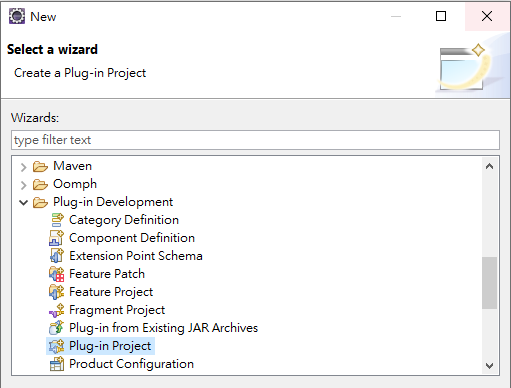 New
Select a wizard
Create a Plug-in Project
Wizards:
type filter text
Maven
Oomph
Plug-in Development
Category Definition
Component Definition
Extension Point Schema
Feature Patch
Feature Project
Fragment Project
Plug-in from Existing JAR Archives
Plug-in Project
Product Configuration